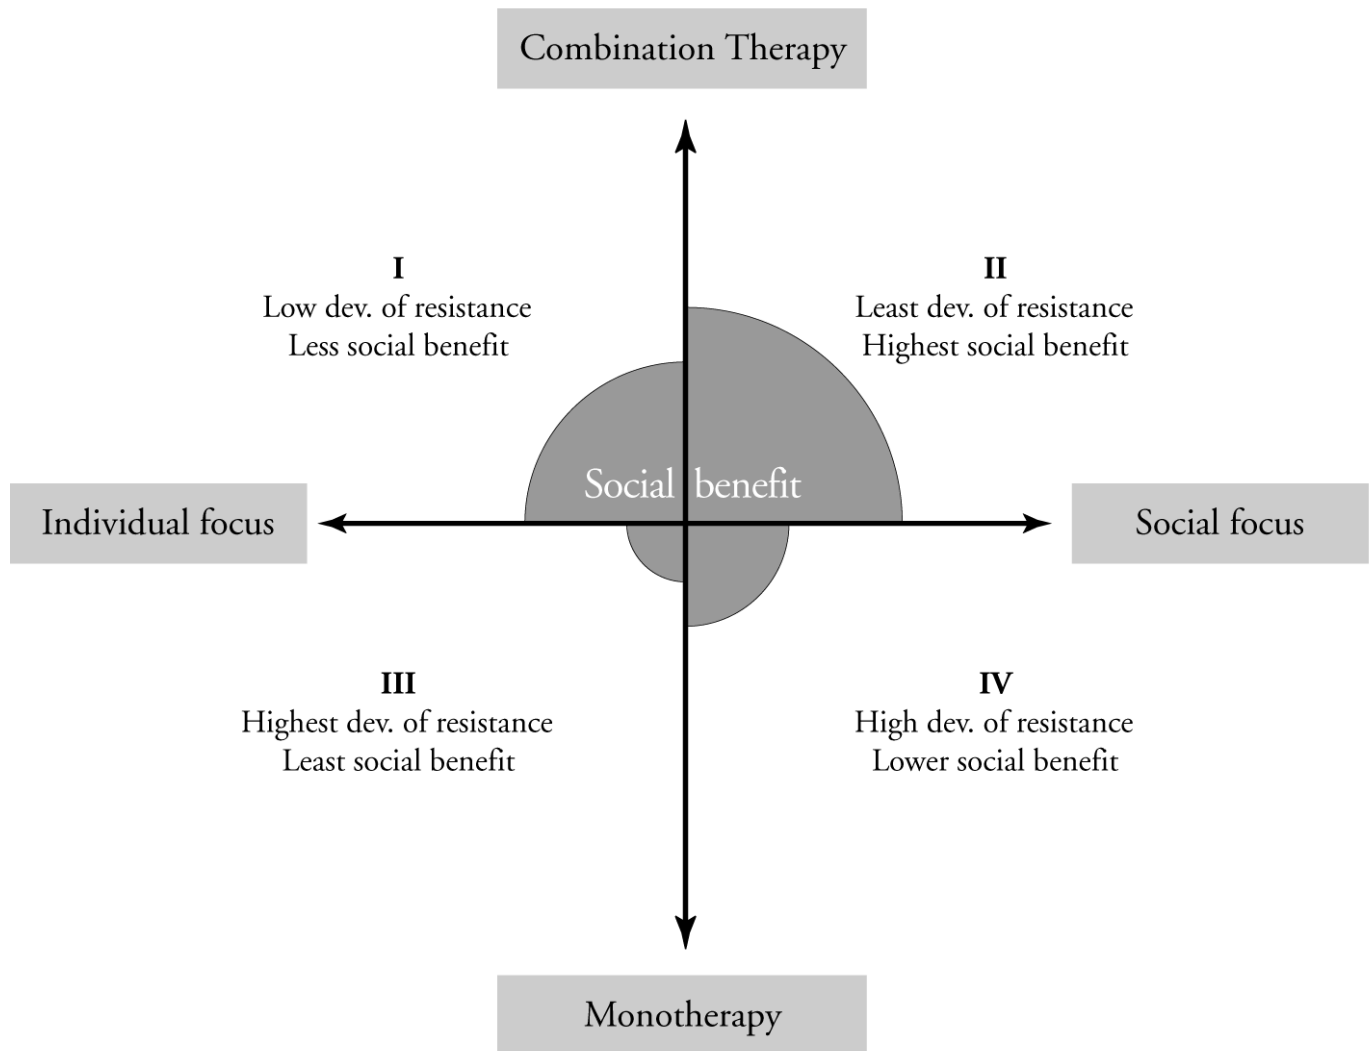 Combination Therapy
I
Low dev. of resistance
Less social benefit
II
Least dev. of resistance
Highest social benefit
Social benefit
Individual focus
Social focus
III
Highest dev. of resistance
Least social benefit
IV
High dev. of resistance
Lower social benefit
Monotherapy